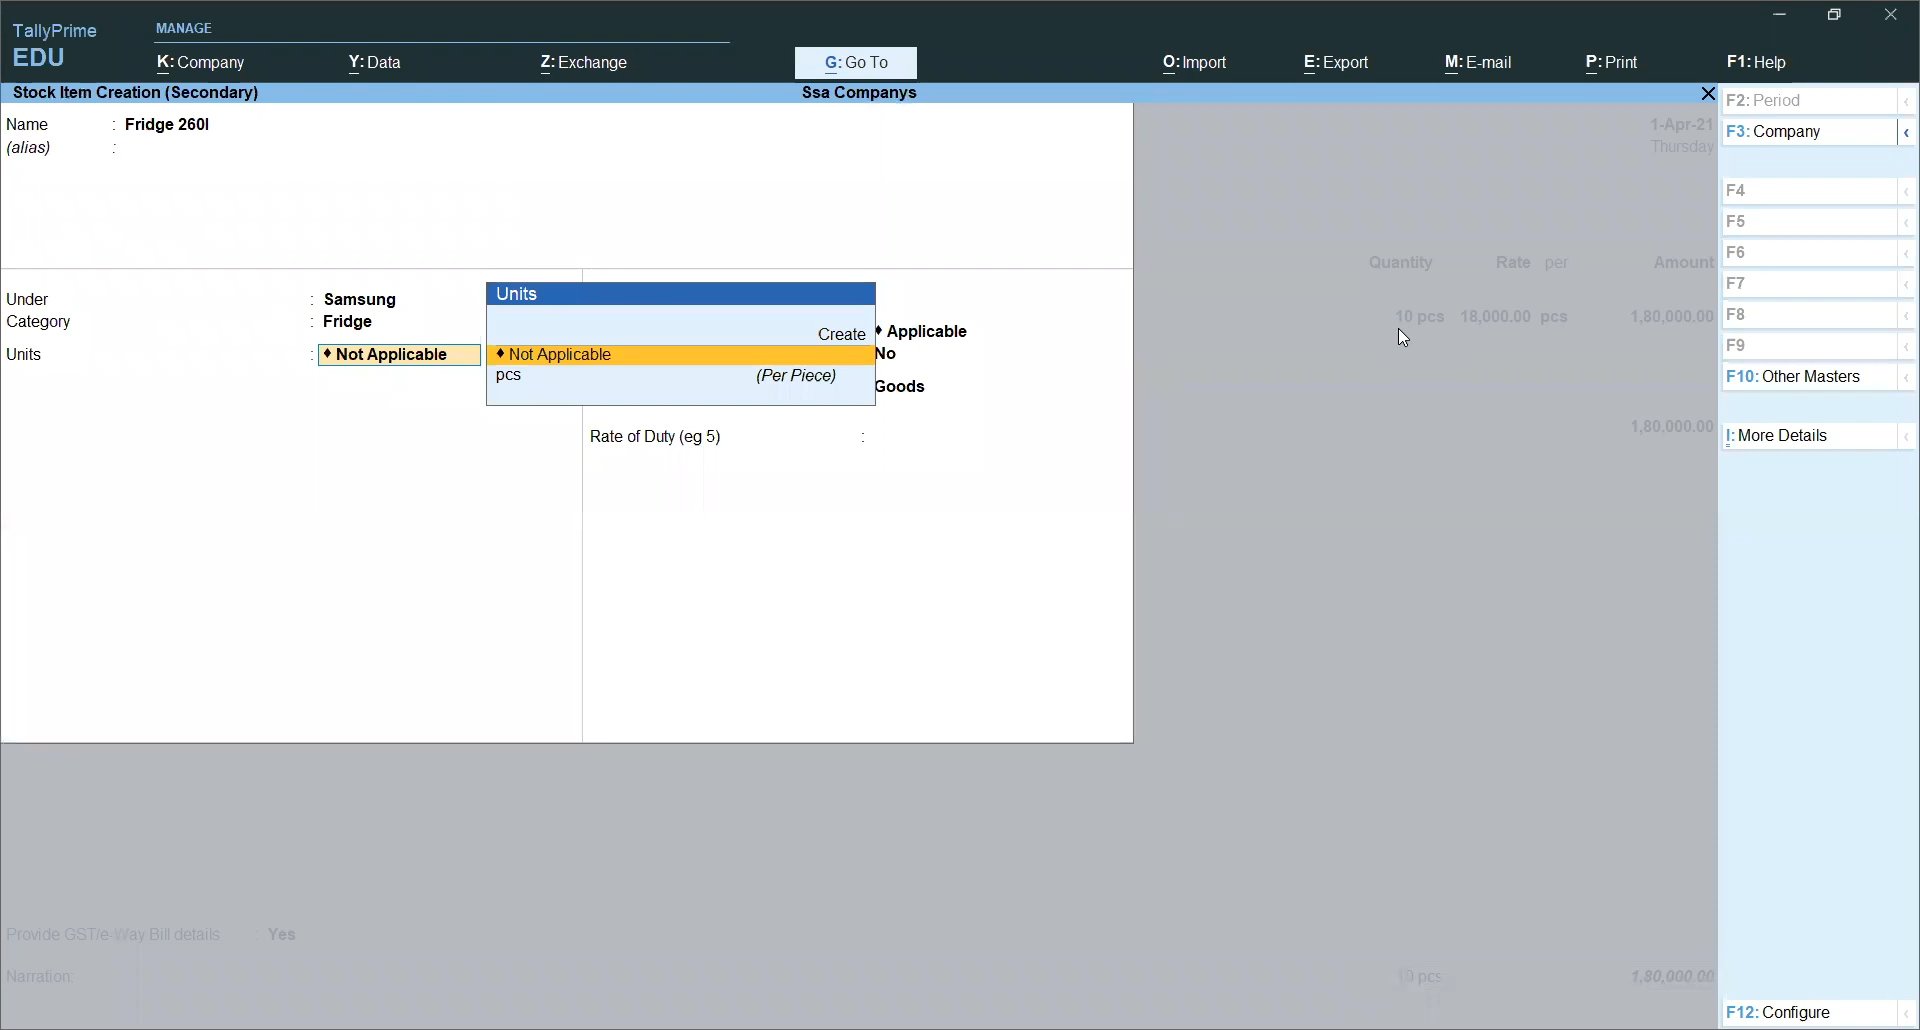 TallyPrime
EDU
MANAGE
K: Company
Y: Data
Z: Exchange
G: Go To
O: Import
E: Export
M: E-mail
P: Print
F1: Help
Stock Item Creation (Secondary)
Ssa Companys
Name : Fridge 260l
(alias) :
1-Apr-21
Thursday
Quantity Rate per Amount
10 pcs 18,000.00 pcs 1,80,000.00
1,80,000.00
Under : Samsung
Category : Fridge
Units : ♦ Not Applicable
Units
Create
♦ Not Applicable
pcs (Per Piece)
♦ Applicable
No
Goods
Rate of Duty (eg 5) :
Provide GST/e-Way Bill details : Yes
Narration:
10 pcs 1,80,000.00
F2: Period
F3: Company
F4
F5
F6
F7
F8
F9
F10: Other Masters
I: More Details
F12: Configure